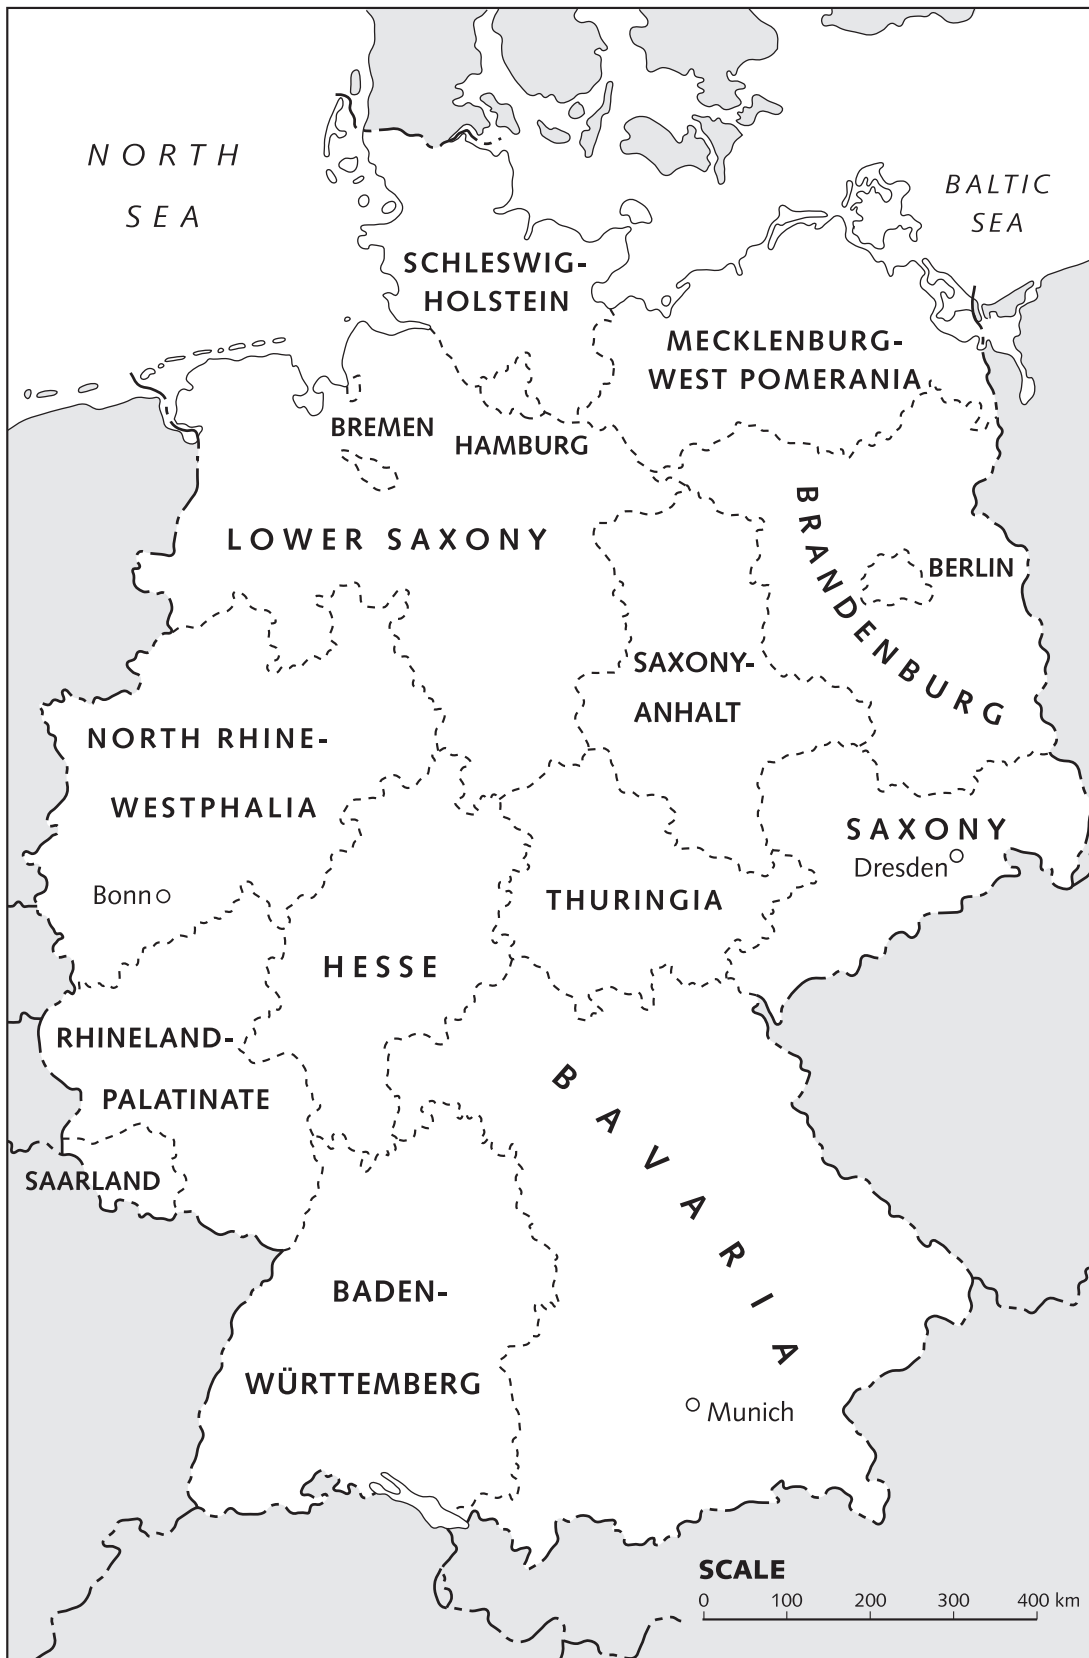 NORTH
SEA
BALTIC
SEA
SCHLESWIG-
HOLSTEIN
MECKLENBURG-
WEST POMERANIA
BREMEN
HAMBURG
LOWER SAXONY
BRANDENBURG
BERLIN
SAXONY-
ANHALT
NORTH RHINE-
WESTPHALIA
SAXONY
Dresden
Bonn
THURINGIA
HESSE
RHINELAND-
PALATINATE
SAARLAND
BAVARIA
BADEN-
WÜRTTEMBERG
Munich
SCALE
0 100 200 300 400 km